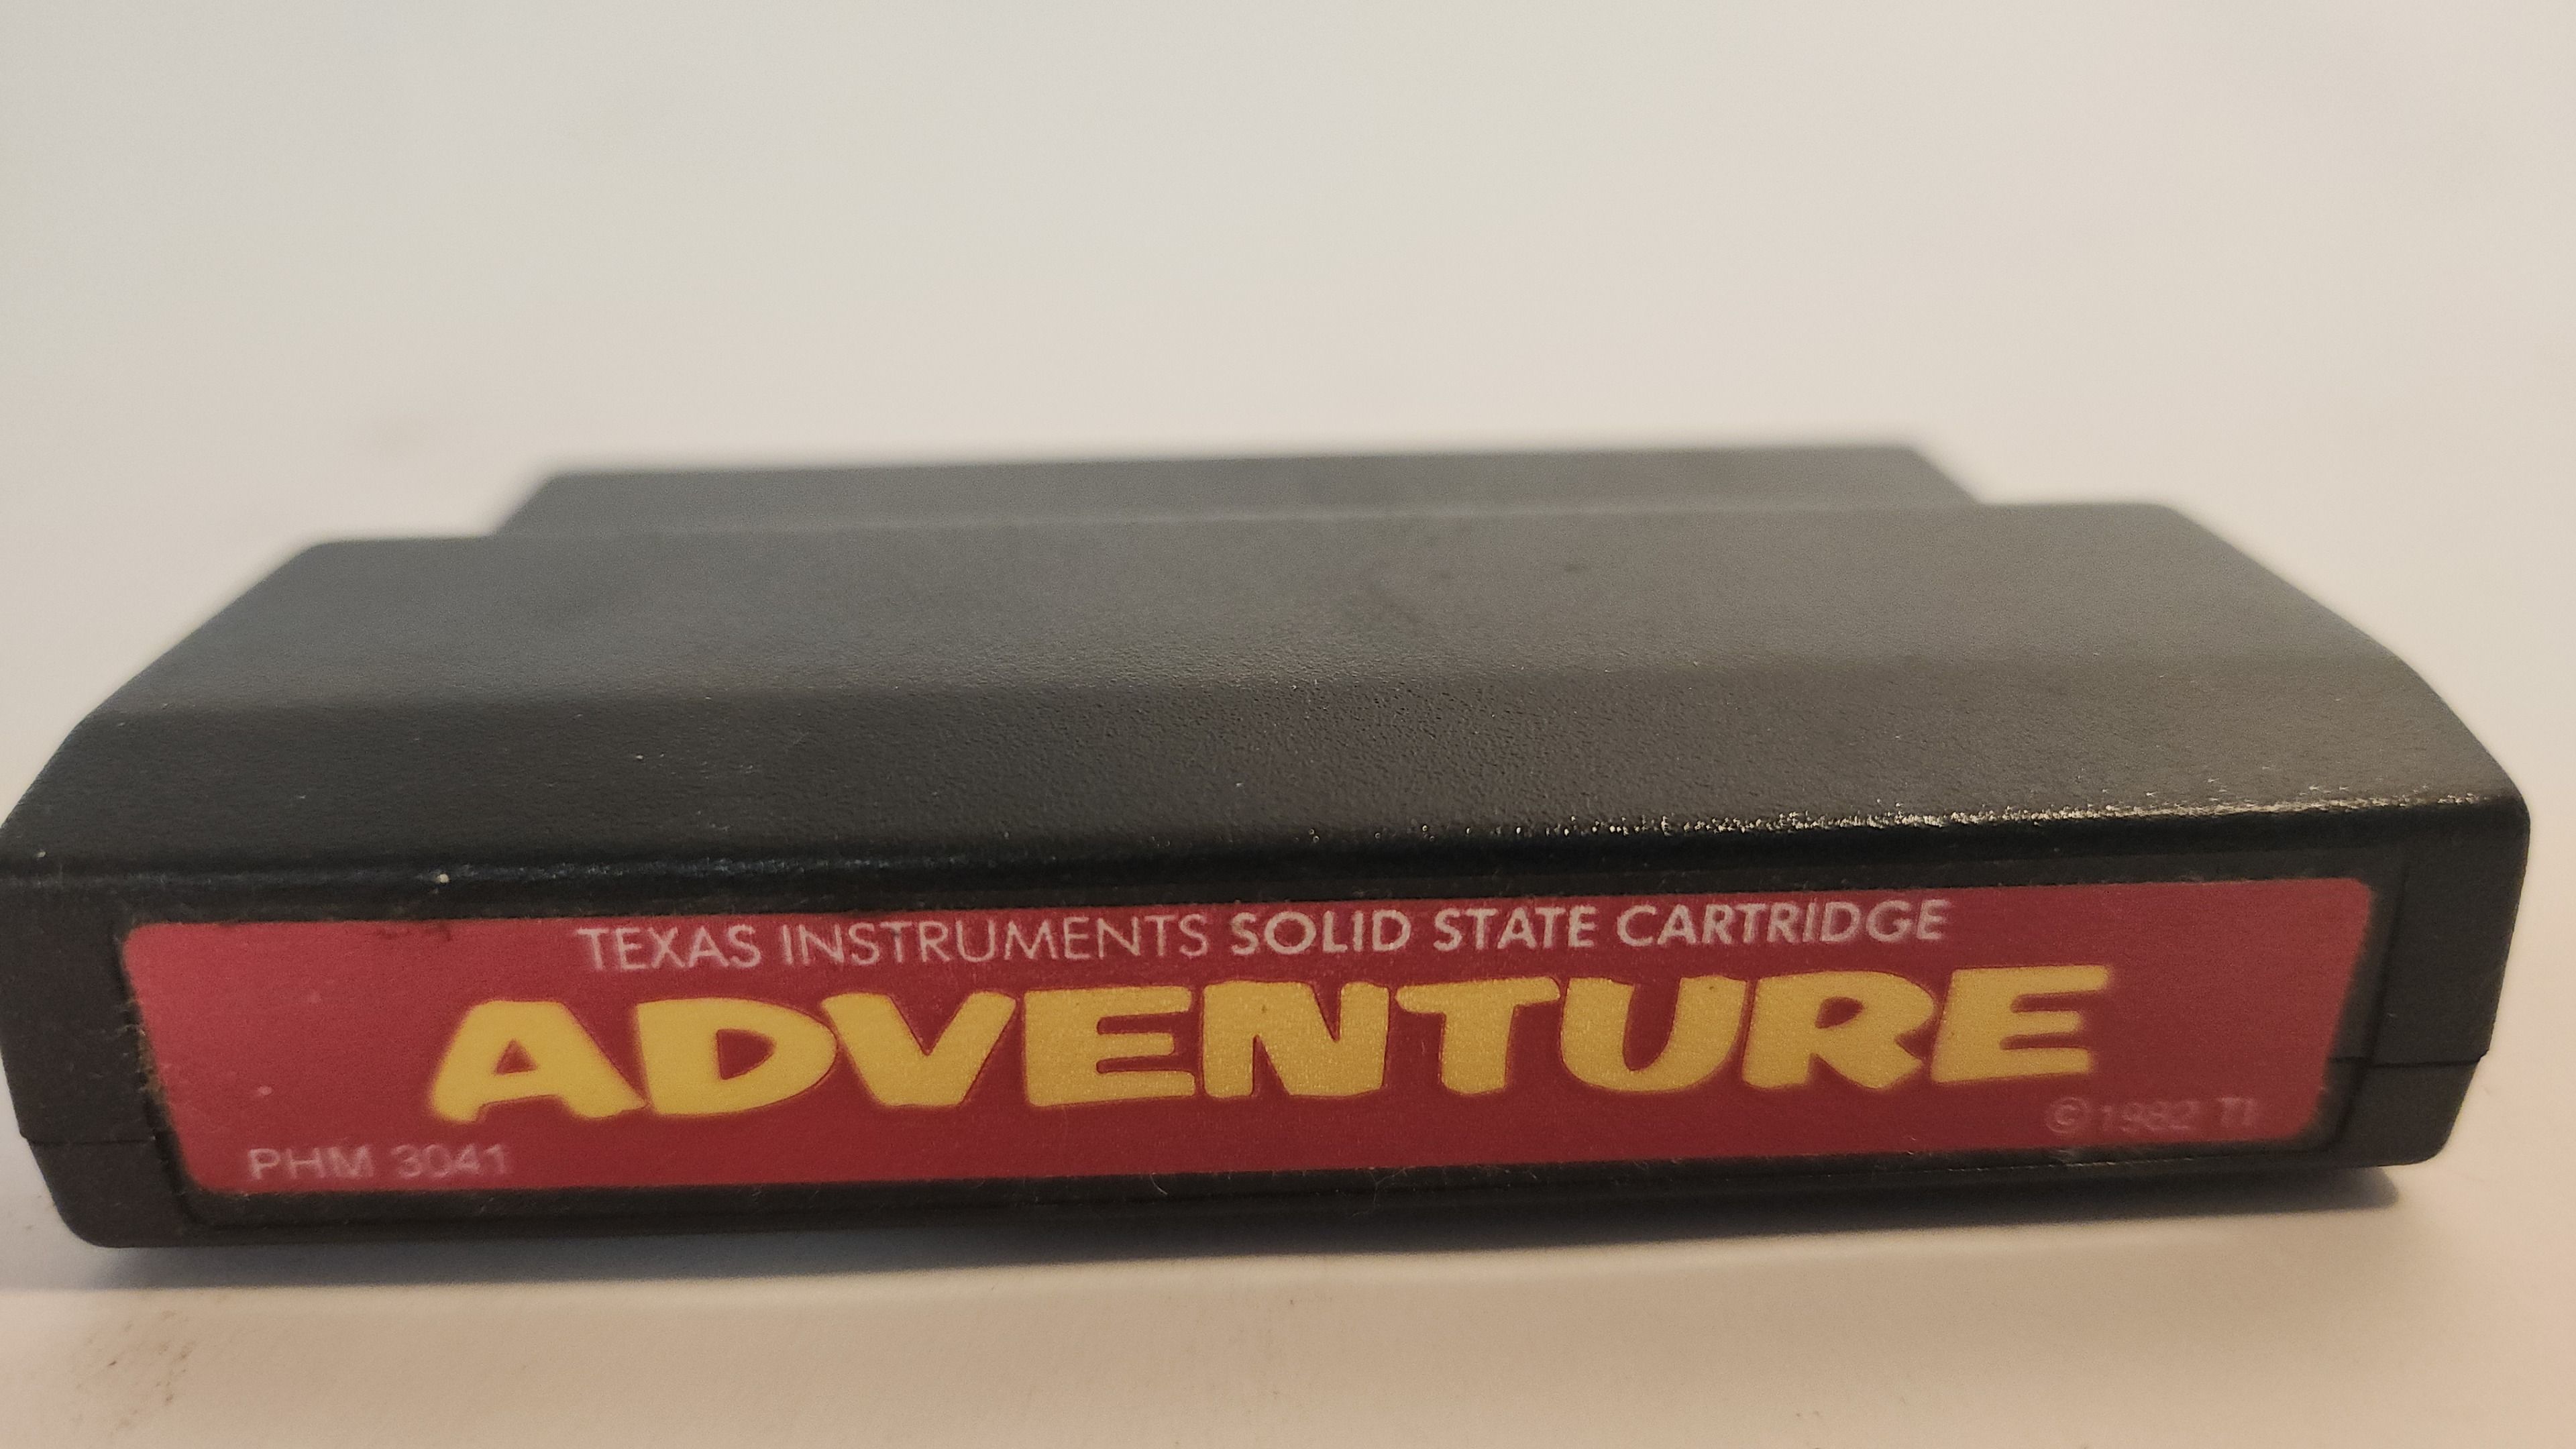 TEXAS INSTRUMENTS SOLID STATE CARTRIDGE
ADVENTURE
PHM 3041
©1982 TI